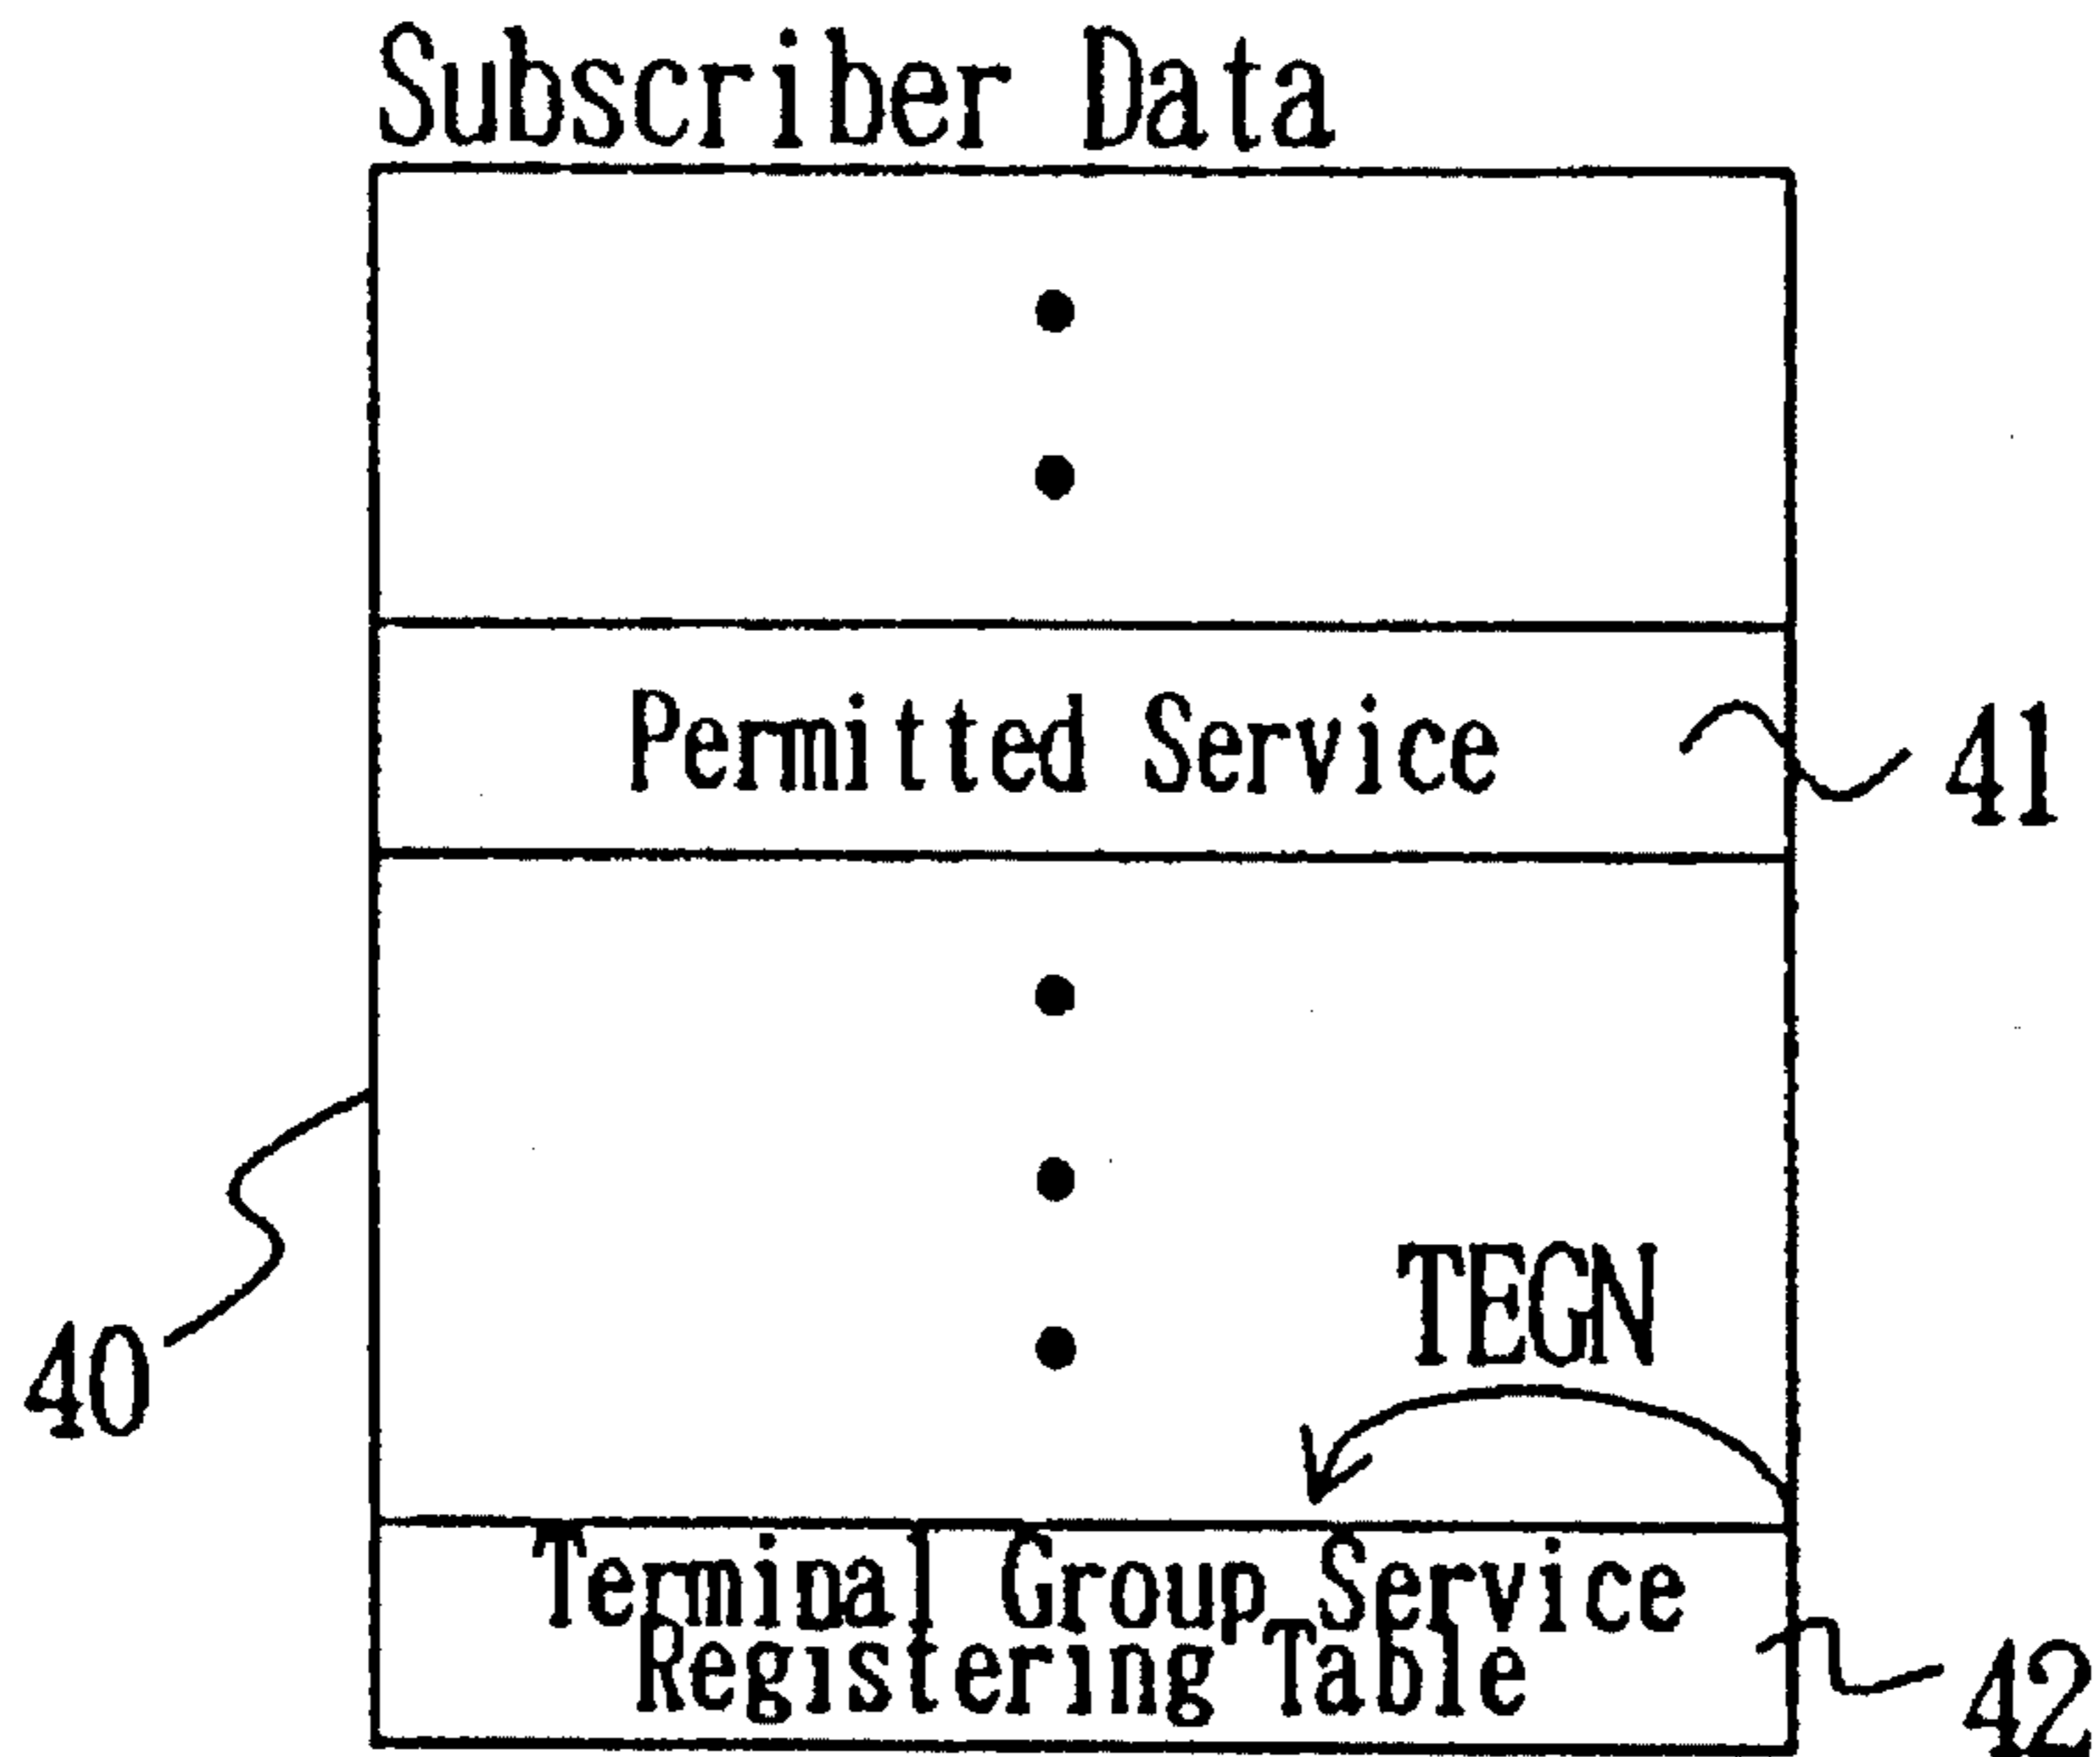 Subscriber Data
Permitted Service
41
TEGN
40
Terminal Group Service
Registering Table
42